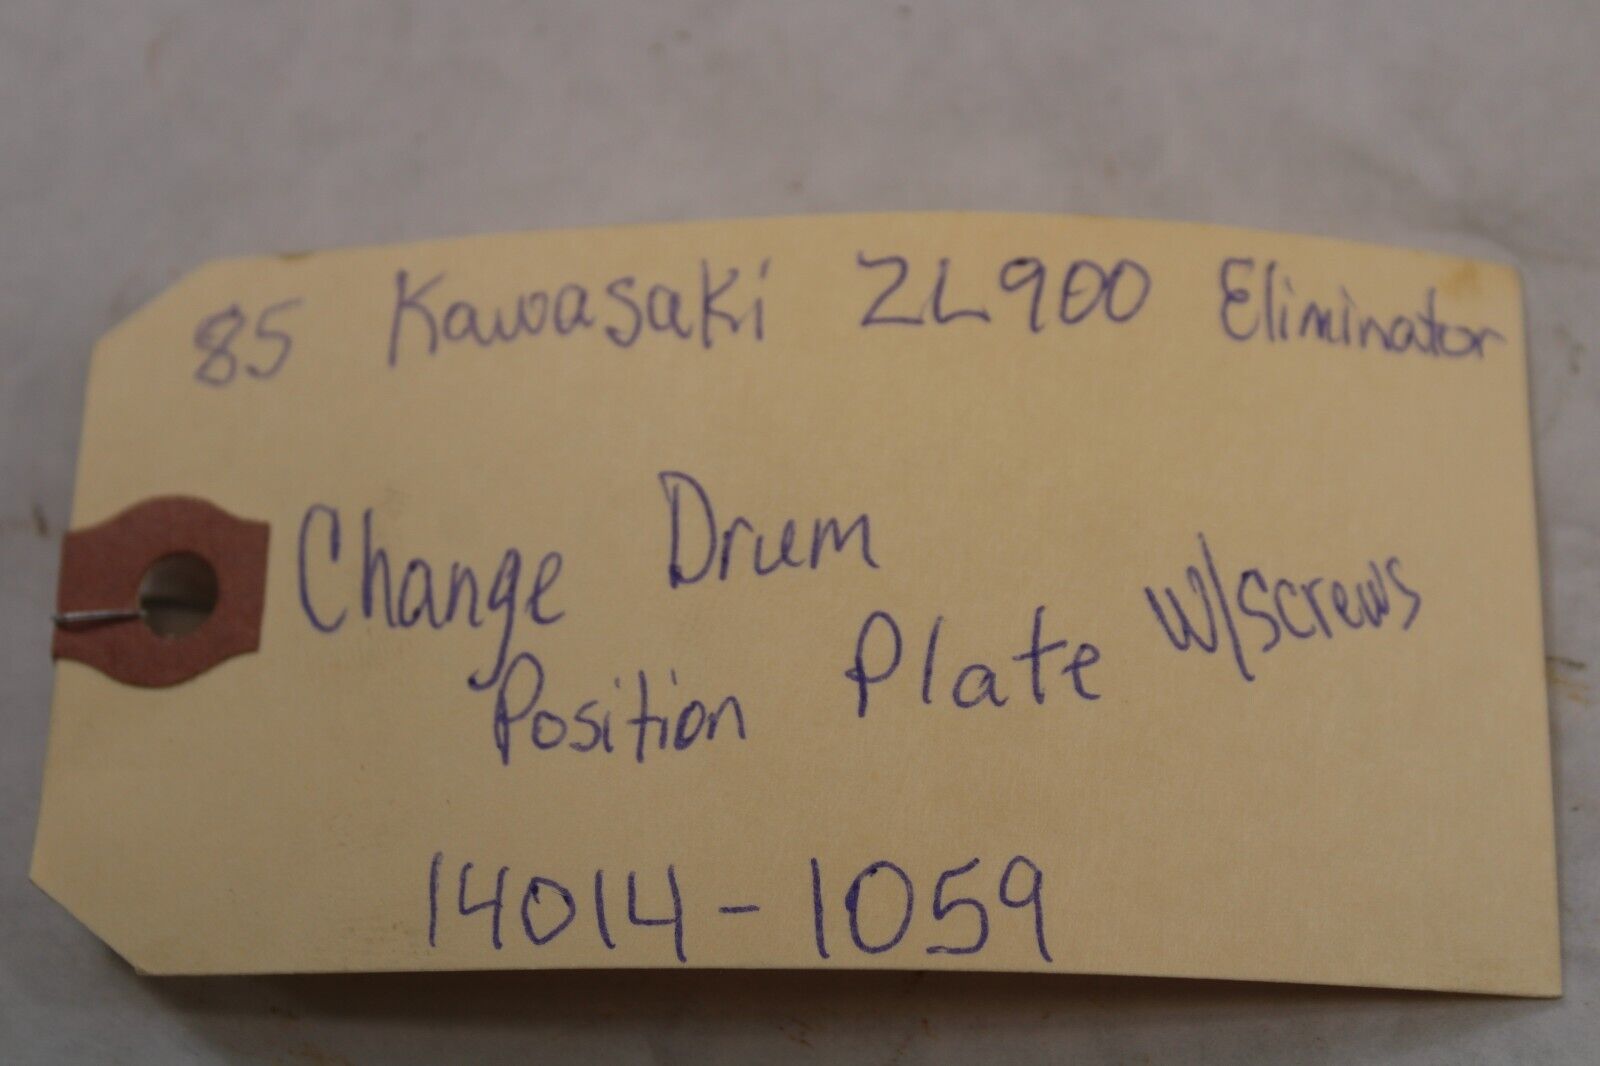 85 Kawasaki ZL900 Eliminator
Change Drum
Position Plate w/screws
14014-1059